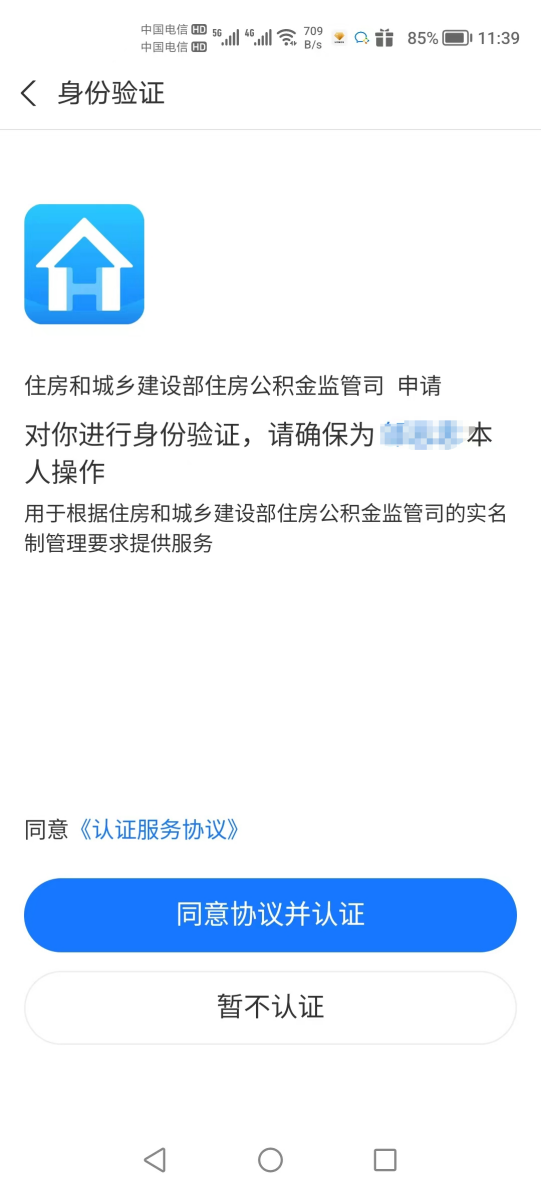 中国电信 HD 5G 4G 709 B/s 85% 11:39
中国电信 HD
身份验证
住房和城乡建设部住房公积金监管司 申请
对你进行身份验证，请确保为 本
人操作
用于根据住房和城乡建设部住房公积金监管司的实名
制管理要求提供服务
同意《认证服务协议》
同意协议并认证
暂不认证